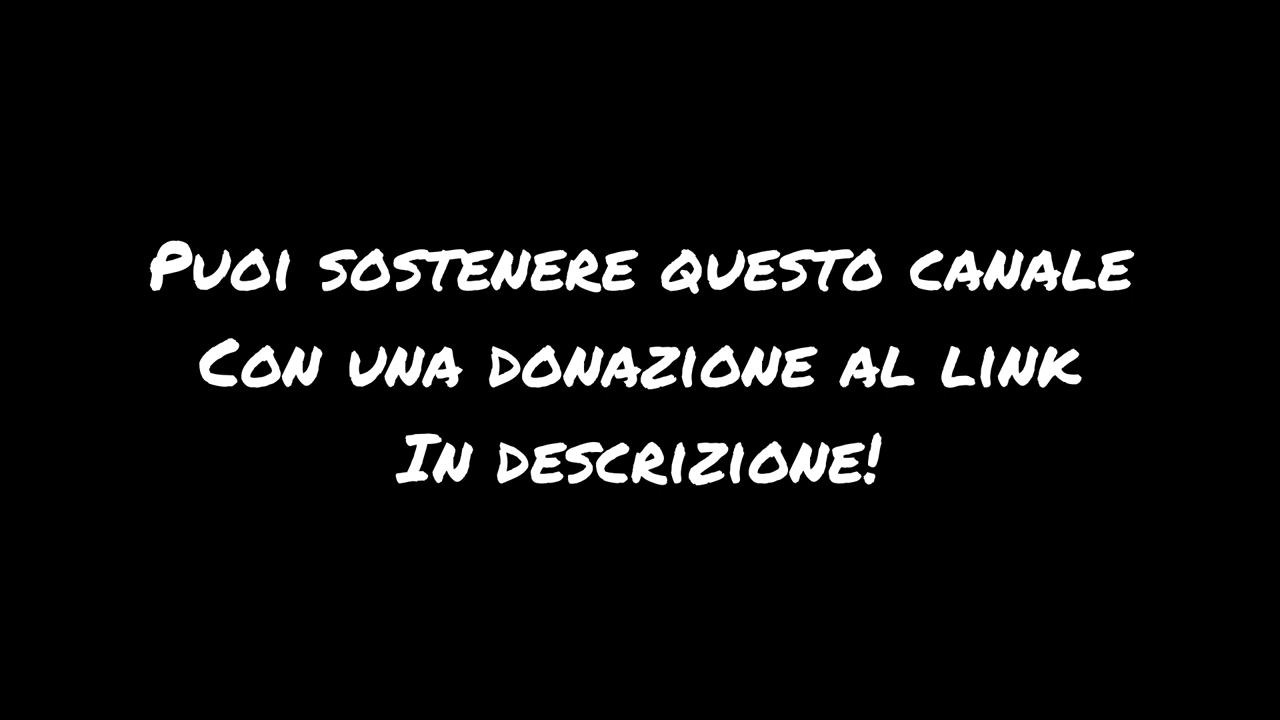 Puoi sostenere questo canale
Con una donazione al link
In descrizione!